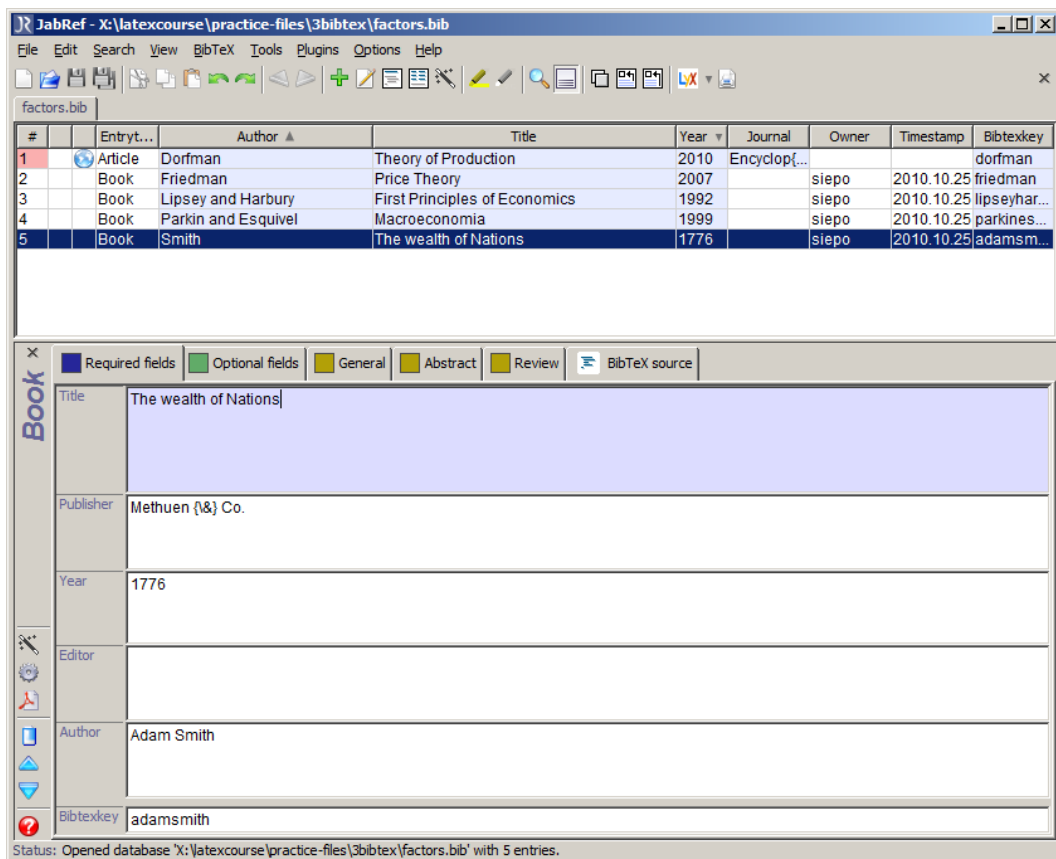 JabRef - X:\latexcourse\practice-files\3bibtex\factors.bib
File Edit Search View BibTeX Tools Plugins Options Help
factors.bib
# Entryt... Author Title Year Journal Owner Timestamp Bibtexkey
1 Article Dorfman Theory of Production 2010 Encyclop{... dorfman
2 Book Friedman Price Theory 2007 siepo 2010.10.25 friedman
3 Book Lipsey and Harbury First Principles of Economics 1992 siepo 2010.10.25 lipseyhar...
4 Book Parkin and Esquivel Macroeconomia 1999 siepo 2010.10.25 parkines...
5 Book Smith The wealth of Nations 1776 siepo 2010.10.25 adamsm...
Book
Required fields Optional fields General Abstract Review BibTeX source
Title The wealth of Nations
Publisher Methuen {\&} Co.
Year 1776
Editor
Author Adam Smith
Bibtexkey adamsmith
Status: Opened database 'X:\latexcourse\practice-files\3bibtex\factors.bib' with 5 entries.